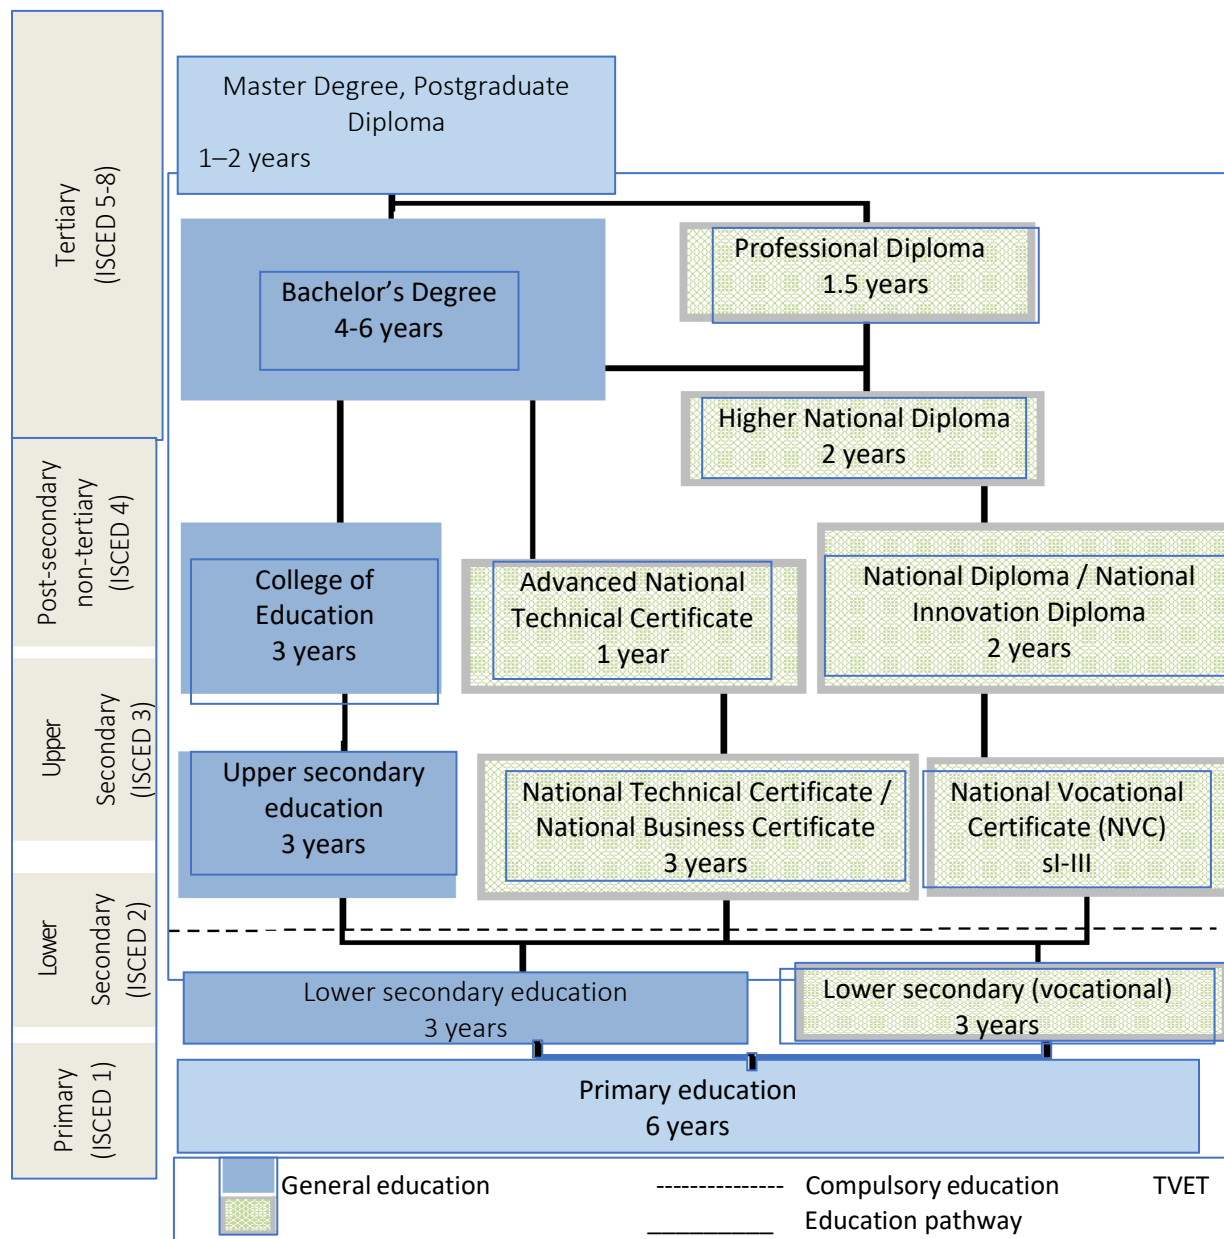 Master Degree, Postgraduate
Diploma
1–2 years
Tertiary
(ISCED 5-8)
Professional Diploma
1.5 years
Bachelor’s Degree
4-6 years
Higher National Diploma
2 years
Post-secondary
non-tertiary
(ISCED 4)
College of
Education
3 years
Advanced National
Technical Certificate
1 year
National Diploma / National
Innovation Diploma
2 years
Upper
Secondary
(ISCED 3)
Upper secondary
education
3 years
National Technical Certificate /
National Business Certificate
3 years
National Vocational
Certificate (NVC)
sI-III
Lower
Secondary
(ISCED 2)
Lower secondary education
3 years
Lower secondary (vocational)
3 years
Primary
(ISCED 1)
Primary education
6 years
General education
Compulsory education
TVET
Education pathway